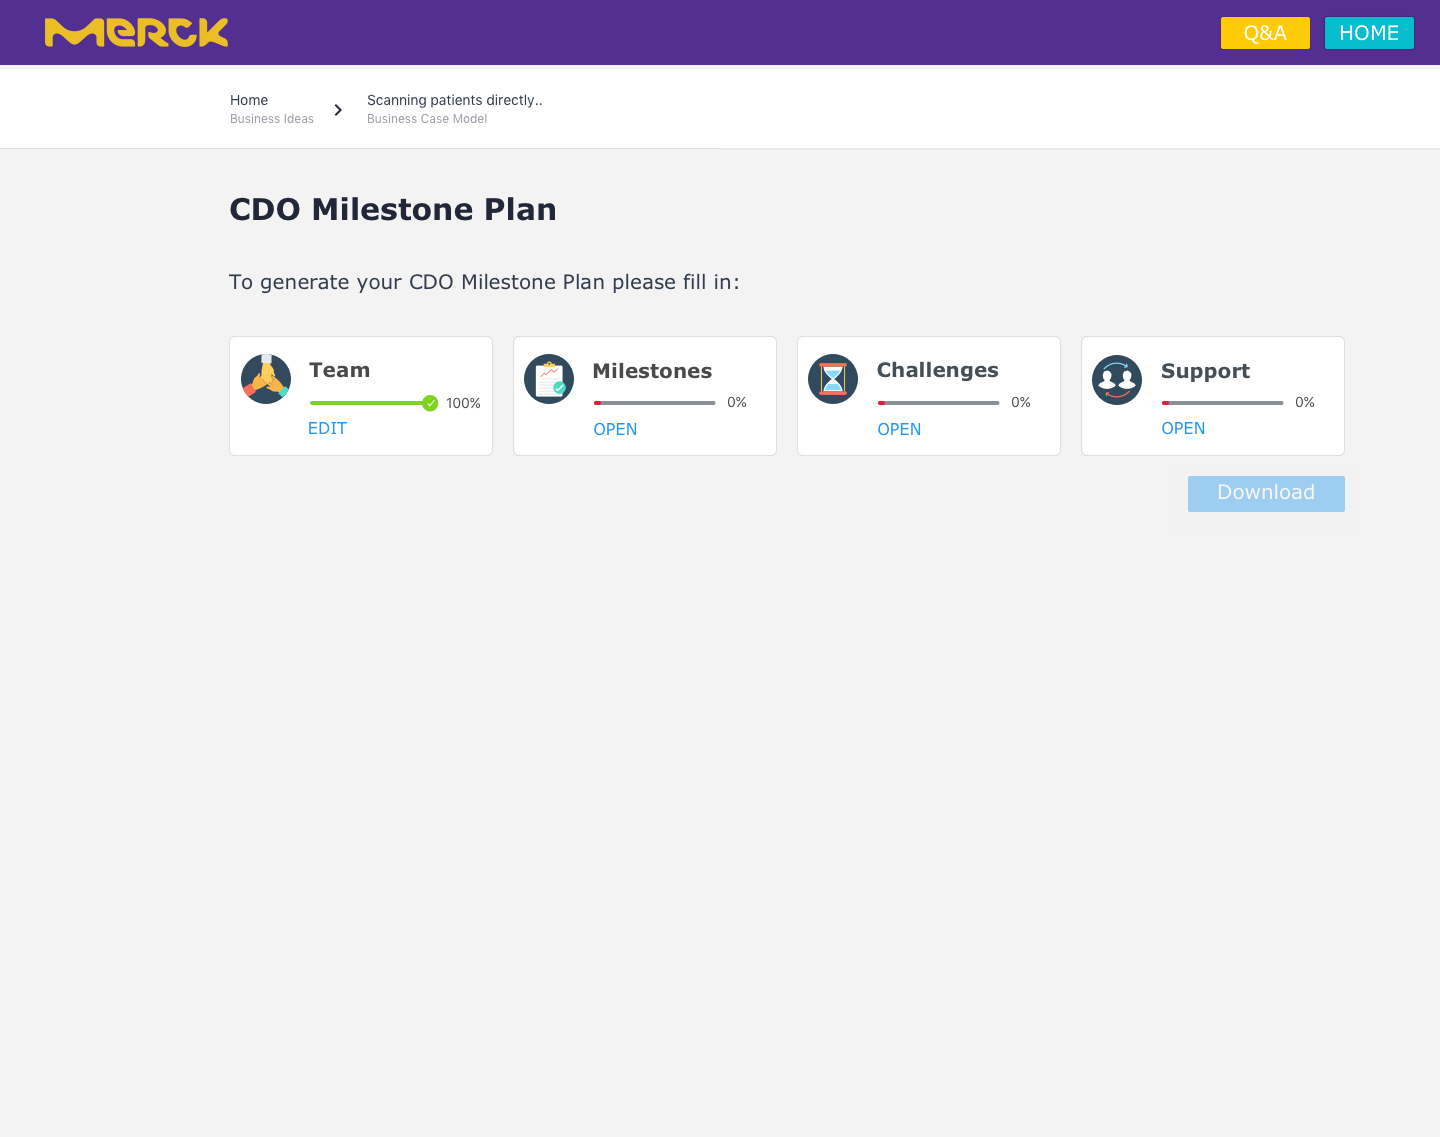 MERCK
Q&A
HOME
Home
Business Ideas
Scanning patients directly..
Business Case Model
CDO Milestone Plan
To generate your CDO Milestone Plan please fill in:
Team
100%
EDIT
Milestones
0%
OPEN
Challenges
0%
OPEN
Support
0%
OPEN
Download